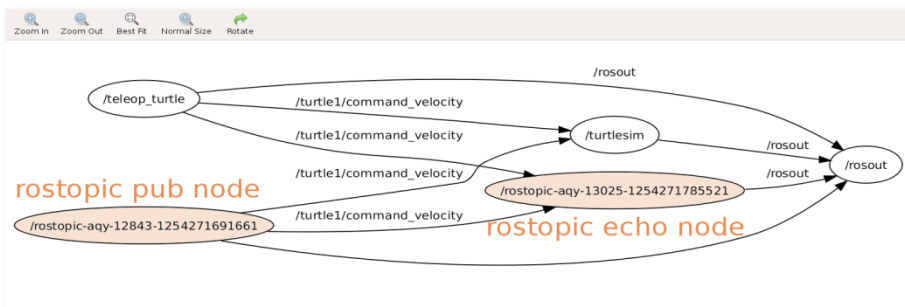 Zoom In
Zoom Out
Best Fit
Normal Size
Rotate
/rosout
/teleop_turtle
/turtle1/command_velocity
/turtle1/command_velocity
/turtlesim
/rosout
/rosout
/turtle1/command_velocity
/rosout
rostopic pub node
/rostopic-aqy-13025-1254271785521
/turtle1/command_velocity
/rostopic-aqy-12843-1254271691661
rostopic echo node